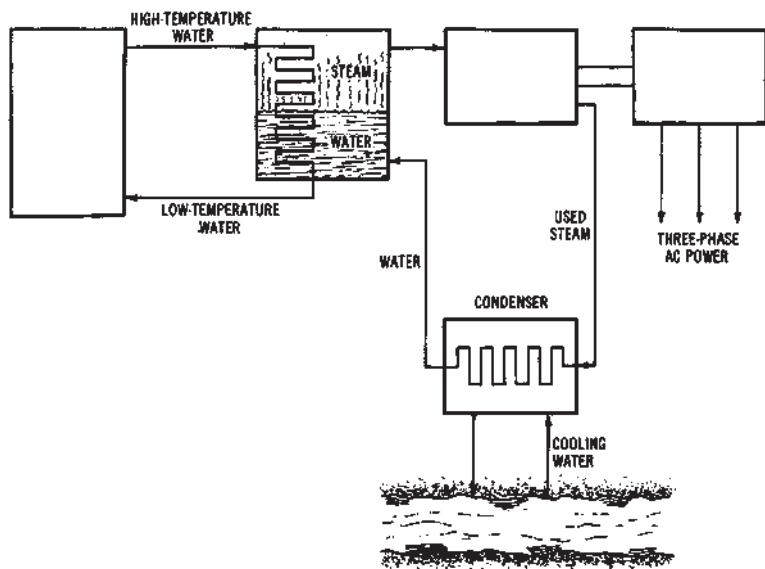 HIGH-TEMPERATURE
WATER
STEAM
WATER
LOW-TEMPERATURE
WATER
WATER
USED
STEAM
THREE-PHASE
AC POWER
CONDENSER
COOLING
WATER